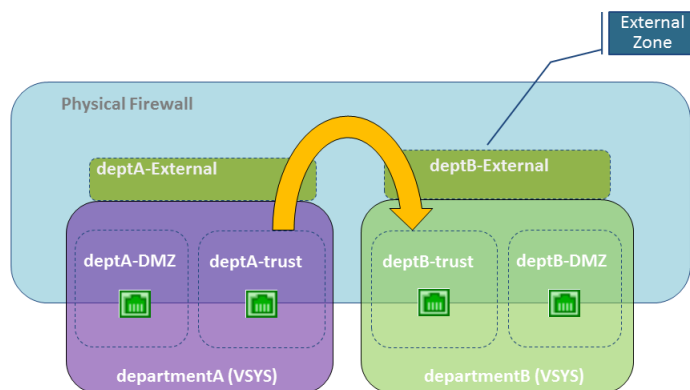 External
Zone
Physical Firewall
deptA-External
deptB-External
deptA-DMZ
deptA-trust
deptB-trust
deptB-DMZ
departmentA (VSYS)
departmentB (VSYS)